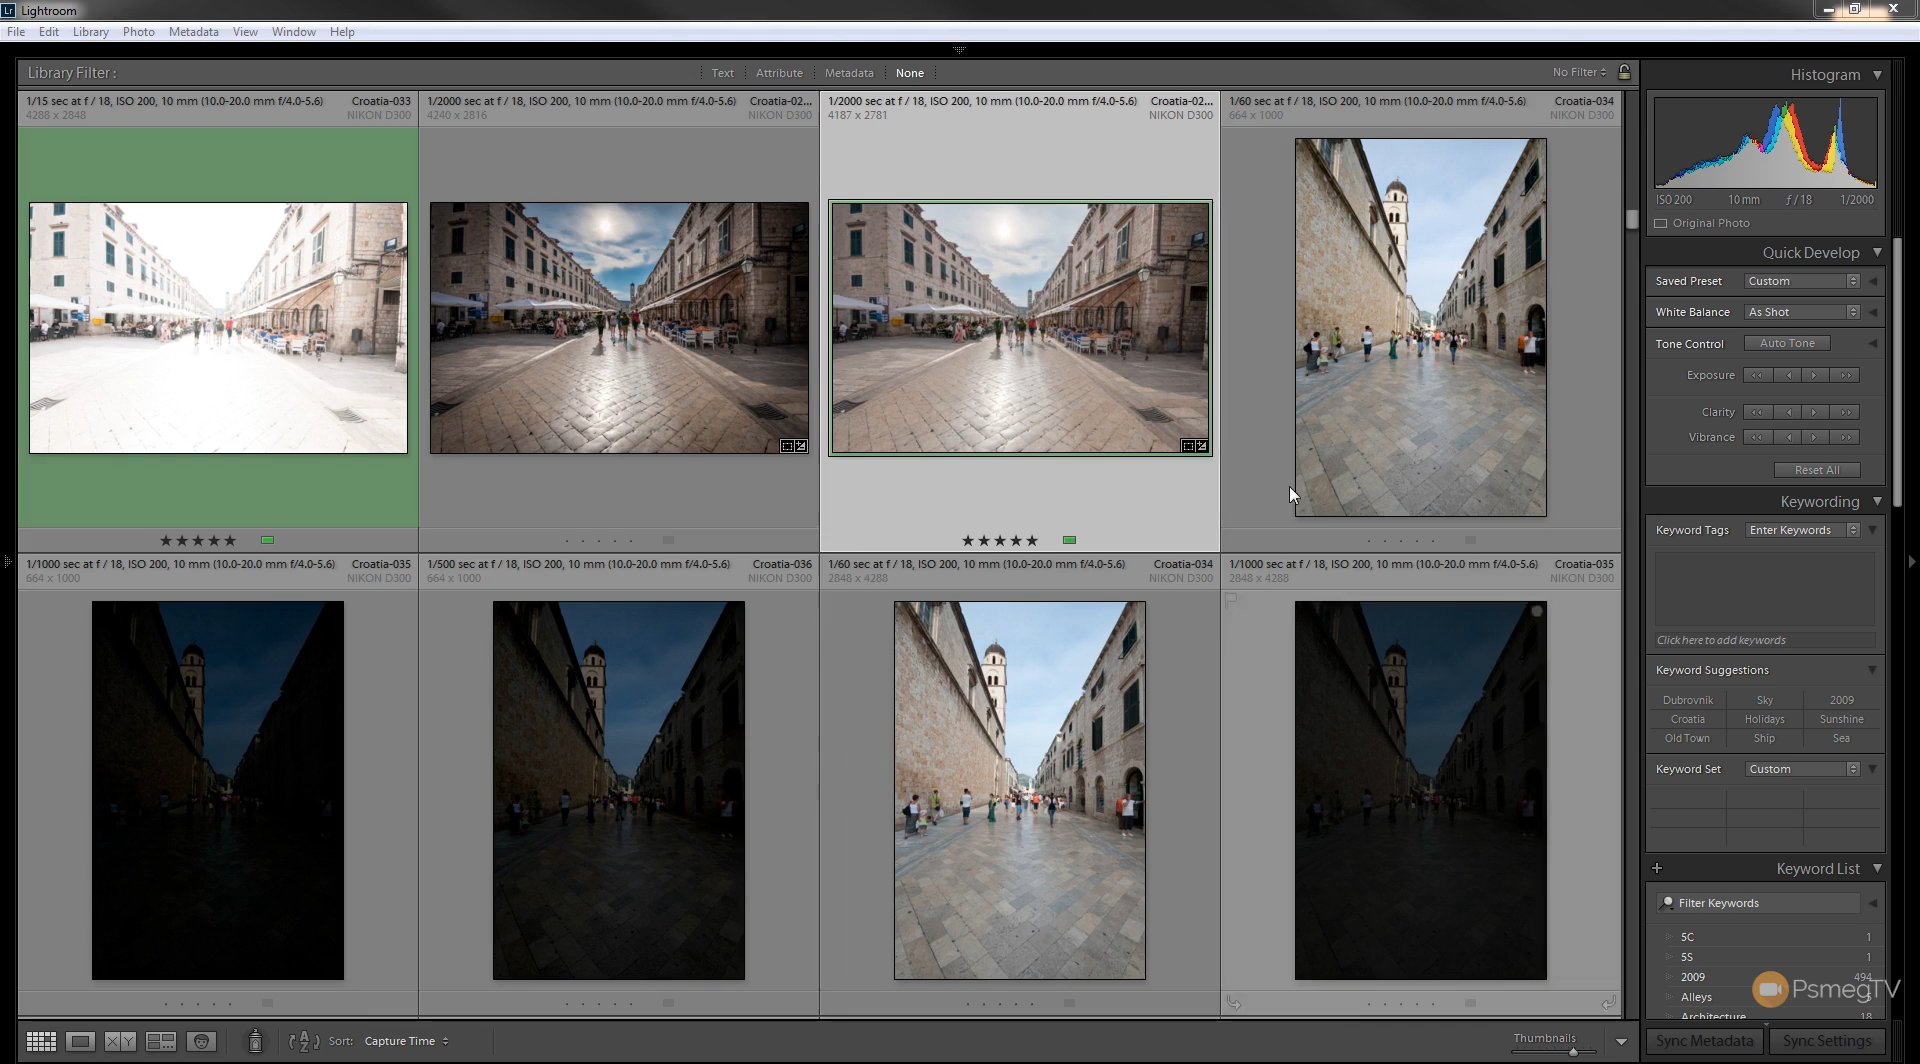 Lr Lightroom
File Edit Library Photo Metadata View Window Help
Library Filter : Text Attribute Metadata None No Filter
1/15 sec at f / 18, ISO 200, 10 mm (10.0-20.0 mm f/4.0-5.6) Croatia-033
4288 x 2848 NIKON D300
1/2000 sec at f / 18, ISO 200, 10 mm (10.0-20.0 mm f/4.0-5.6) Croatia-02...
4240 x 2816 NIKON D300
1/2000 sec at f / 18, ISO 200, 10 mm (10.0-20.0 mm f/4.0-5.6) Croatia-02...
4187 x 2781 NIKON D300
1/60 sec at f / 18, ISO 200, 10 mm (10.0-20.0 mm f/4.0-5.6) Croatia-034
664 x 1000 NIKON D300
1/1000 sec at f / 18, ISO 200, 10 mm (10.0-20.0 mm f/4.0-5.6) Croatia-035
664 x 1000 NIKON D300
1/500 sec at f / 18, ISO 200, 10 mm (10.0-20.0 mm f/4.0-5.6) Croatia-036
664 x 1000 NIKON D300
1/60 sec at f / 18, ISO 200, 10 mm (10.0-20.0 mm f/4.0-5.6) Croatia-034
2848 x 4288 NIKON D300
1/1000 sec at f / 18, ISO 200, 10 mm (10.0-20.0 mm f/4.0-5.6) Croatia-035
2848 x 4288 NIKON D300
XY Sort: Capture Time
Thumbnails
Histogram
ISO 200 10 mm f / 18 1/2000
Original Photo
Quick Develop
Saved Preset Custom
White Balance As Shot
Tone Control Auto Tone
Exposure
Clarity
Vibrance
Reset All
Keywording
Keyword Tags Enter Keywords
Click here to add keywords
Keyword Suggestions
Dubrovnik Sky 2009
Croatia Holidays Sunshine
Old Town Ship Sea
Keyword Set Custom
+ Keyword List
Filter Keywords
5C 1
5S 1
2009 494
Alleys
Architecture 18
PsmegTV
Sync Metadata Sync Settings